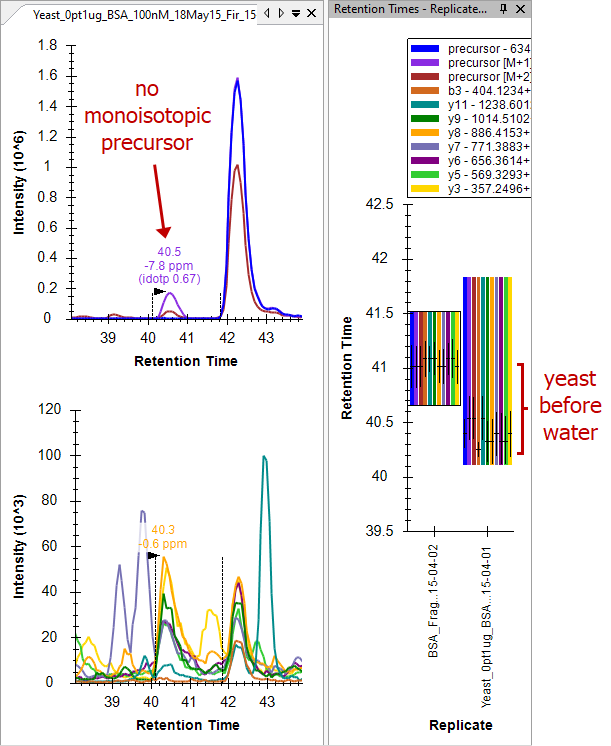 Yeast_0pt1ug_BSA_100nM_18May15_Fir_15
no
monoisotopic
precursor
40.5
-7.8 ppm
(idotp 0.67)
Intensity (10^6)
1.8
1.6
1.4
1.2
1
0.8
0.6
0.4
0.2
0
39
40
41
42
43
Retention Time
40.3
-0.6 ppm
Intensity (10^3)
120
100
80
60
40
20
0
39
40
41
42
43
Retention Time
Retention Times - Replicate...
precursor - 634
precursor [M+1]
precursor [M+2]
b3 - 404.1234+
y11 - 1238.6012
y9 - 1014.5102
y8 - 886.4153+
y7 - 771.3883+
y6 - 656.3614+
y5 - 569.3293+
y3 - 357.2496+
Retention Time
42.5
42
41.5
41
40.5
40
39.5
BSA_Frag...15-04-02
Yeast_0pt1ug_BSA...15-04-01
Replicate
yeast
before
water